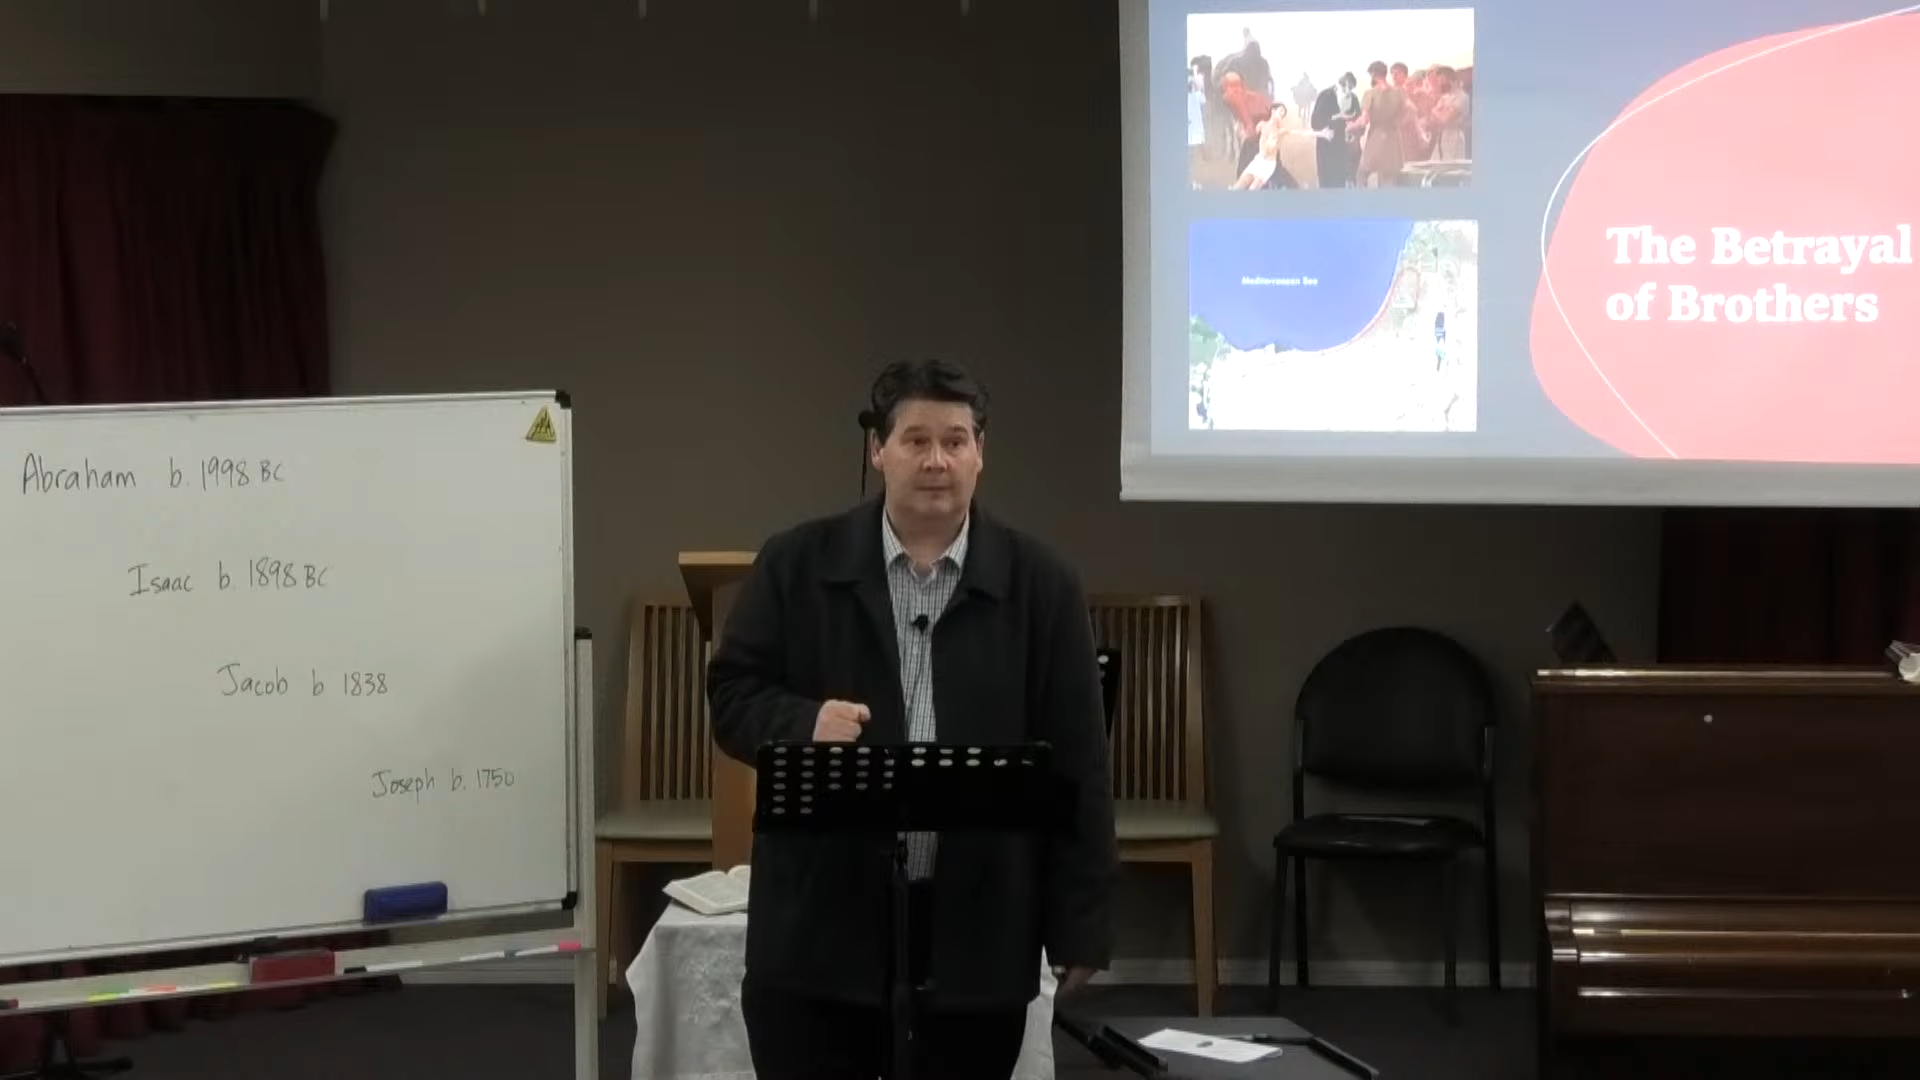 Abraham b. 1998 BC
Isaac b. 1898 BC
Jacob b 1838
Joseph b. 1750
Mediterranean Sea
The Betrayal
of Brothers